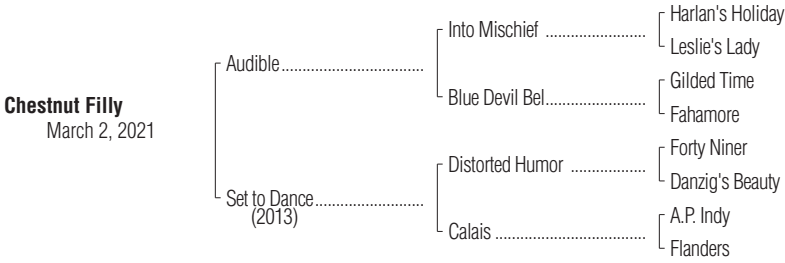 Harlan's Holiday
Into Mischief ..........................
Leslie's Lady
Audible....................................
Gilded Time
Blue Devil Bel..........................
Fahamore
Chestnut Filly
March 2, 2021
Forty Niner
Distorted Humor ...................
Danzig's Beauty
Set to Dance............................
(2013)
A.P. Indy
Calais ......................................
Flanders